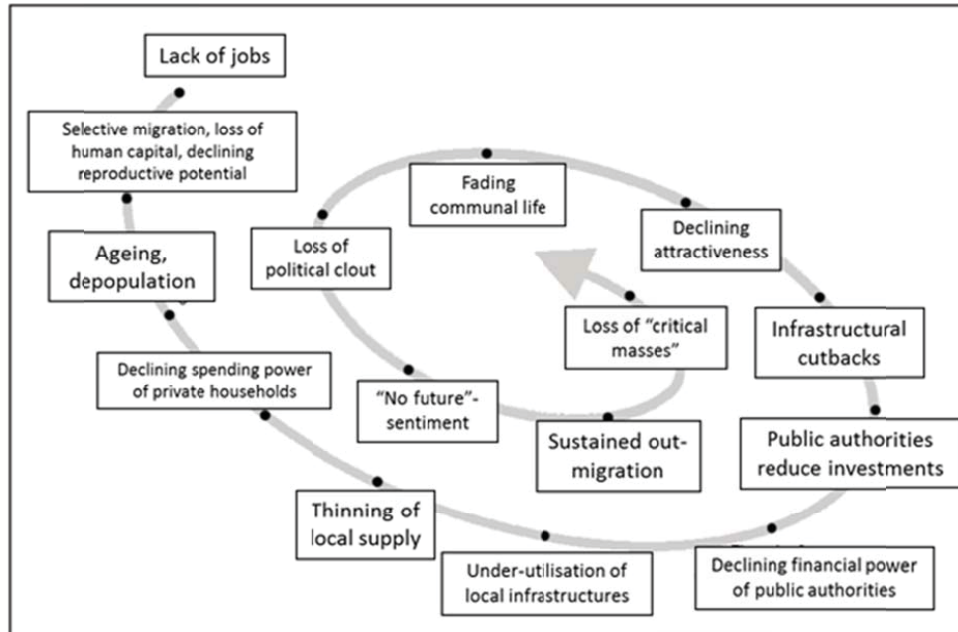 Lack of jobs
Selective migration, loss of
human capital, declining
reproductive potential
Ageing,
depopulation
Declining spending power
of private households
Thinning of
local supply
Under-utilisation of
local infrastructures
Declining financial power
of public authorities
Public authorities
reduce investments
Infrastructural
cutbacks
Declining
attractiveness
Fading
communal life
Loss of
political clout
"No future"-
sentiment
Sustained out-
migration
Loss of "critical
masses"